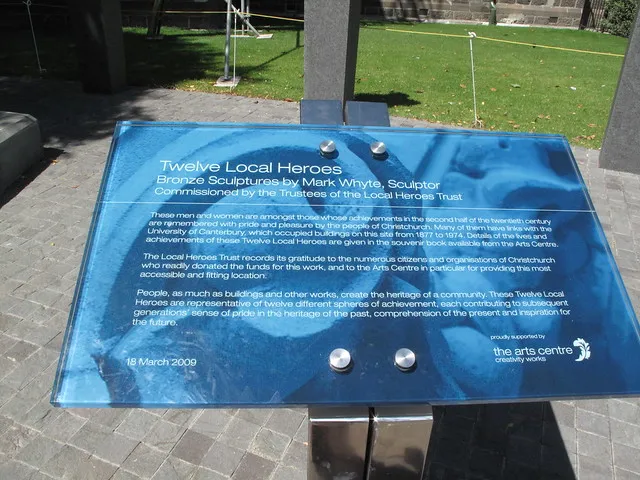 Twelve Local Heroes
Bronze Sculptures by Mark Whyte, Sculptor
Commissioned by the Trustees of the Local Heroes Trust
These men and women are amongst those whose achievements in the second half of the twentieth century
are remembered with pride and pleasure by the people of Christchurch. Many of them have links with the
University of Canterbury, which occupied buildings on this site from 1877 to 1974. Details of the lives and
achievements of these Twelve Local Heroes are given in the souvenir book available from the Arts Centre.
The Local Heroes Trust records its gratitude to the numerous citizens and organisations of Christchurch
who readily donated the funds for this work, and to the Arts Centre in particular for providing this most
accessible and fitting location.
People, as much as buildings and other works, create the heritage of a community. These Twelve Local
Heroes are representative of twelve different spheres of achievement, each contributing to subsequent
generations' sense of pride in the heritage of the past, comprehension of the present and inspiration for
the future.
18 March 2009
proudly supported by
the arts centre
creativity works